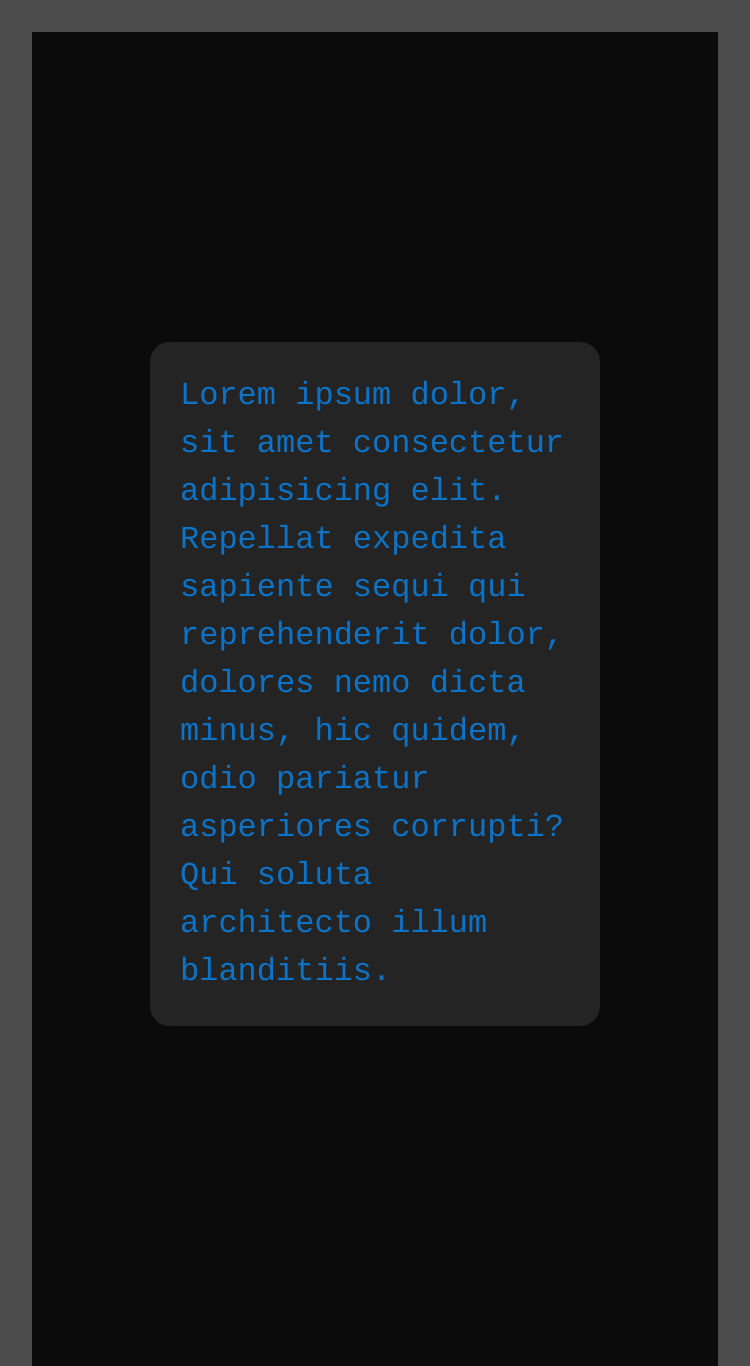 Lorem ipsum dolor,
sit amet consectetur
adipisicing elit.
Repellat expedita
sapiente sequi qui
reprehenderit dolor,
dolores nemo dicta
minus, hic quidem,
odio pariatur
asperiores corrupti?
Qui soluta
architecto illum
blanditiis.